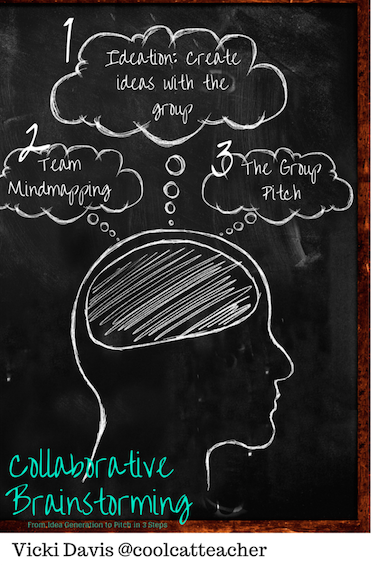 1
Ideation: Create
ideas with the
group
2
Team
Mindmapping
3
The Group
Pitch
Collaborative
Brainstorming
From Idea Generation to Pitch in 3 Steps
Vicki Davis @coolcatteacher